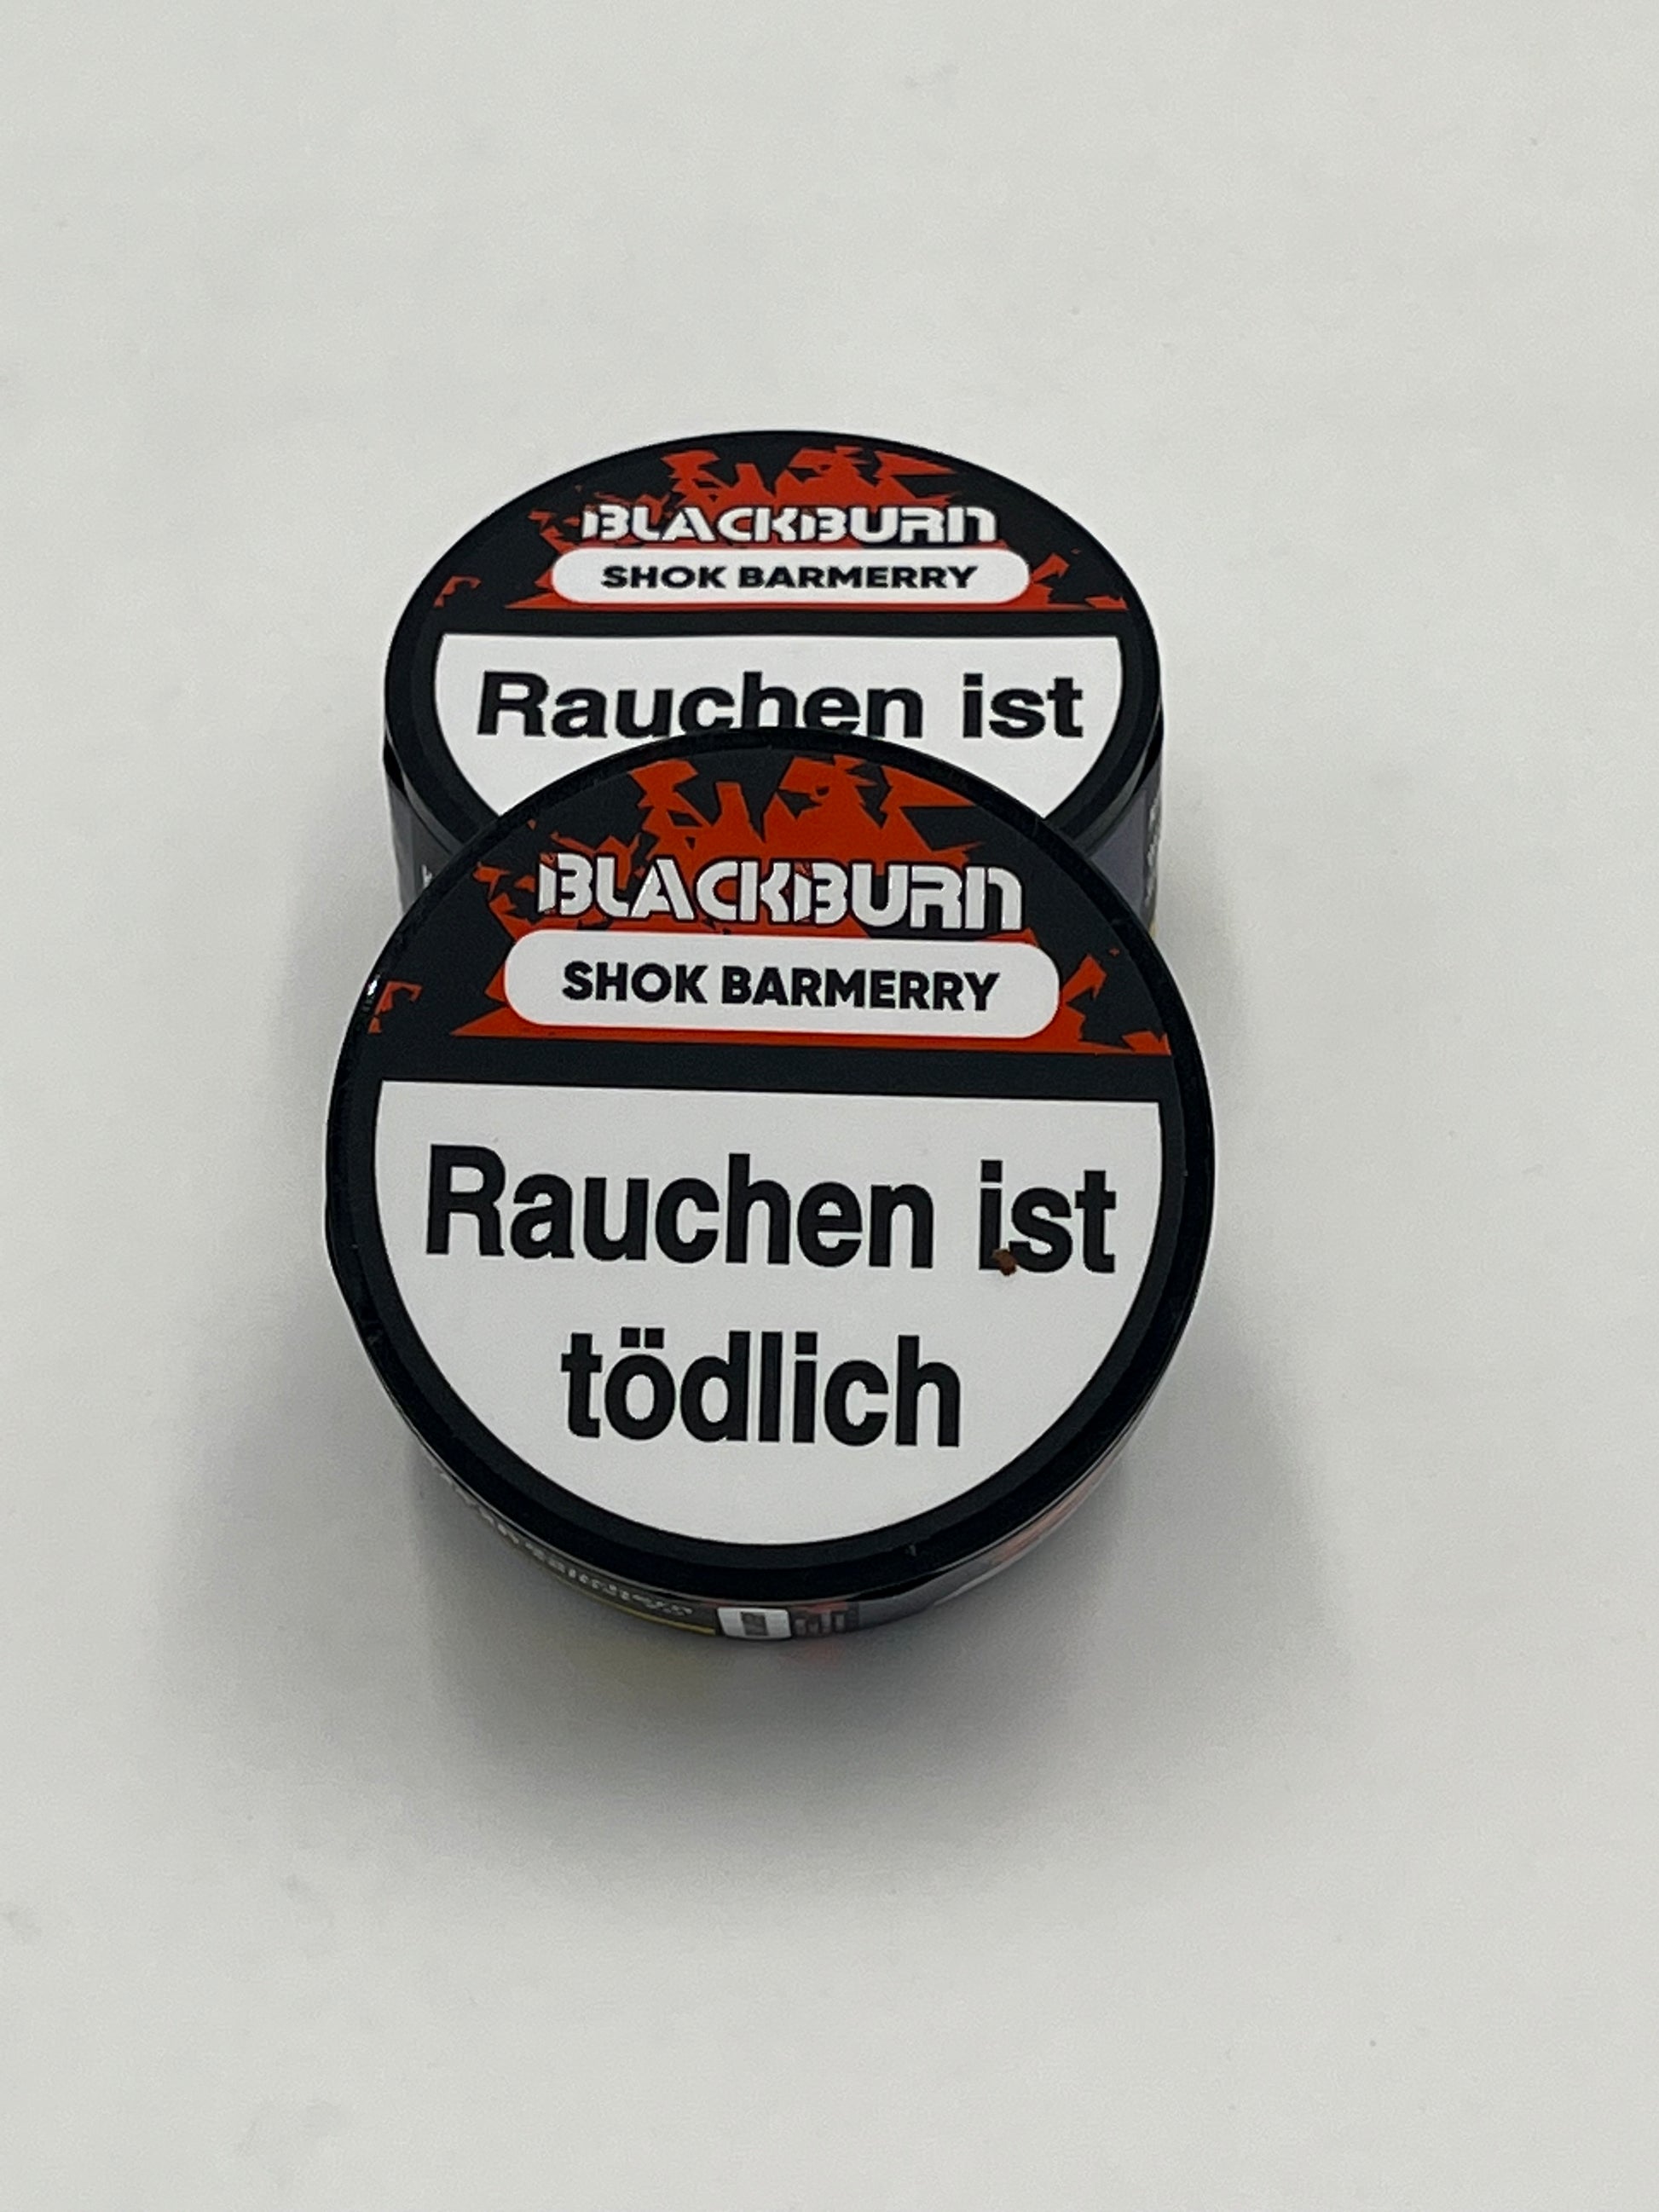 BLACKBURN
SHOK BARMERRY
Rauchen ist
BLACKBURN
SHOK BARMERRY
Rauchen ist
tödlich